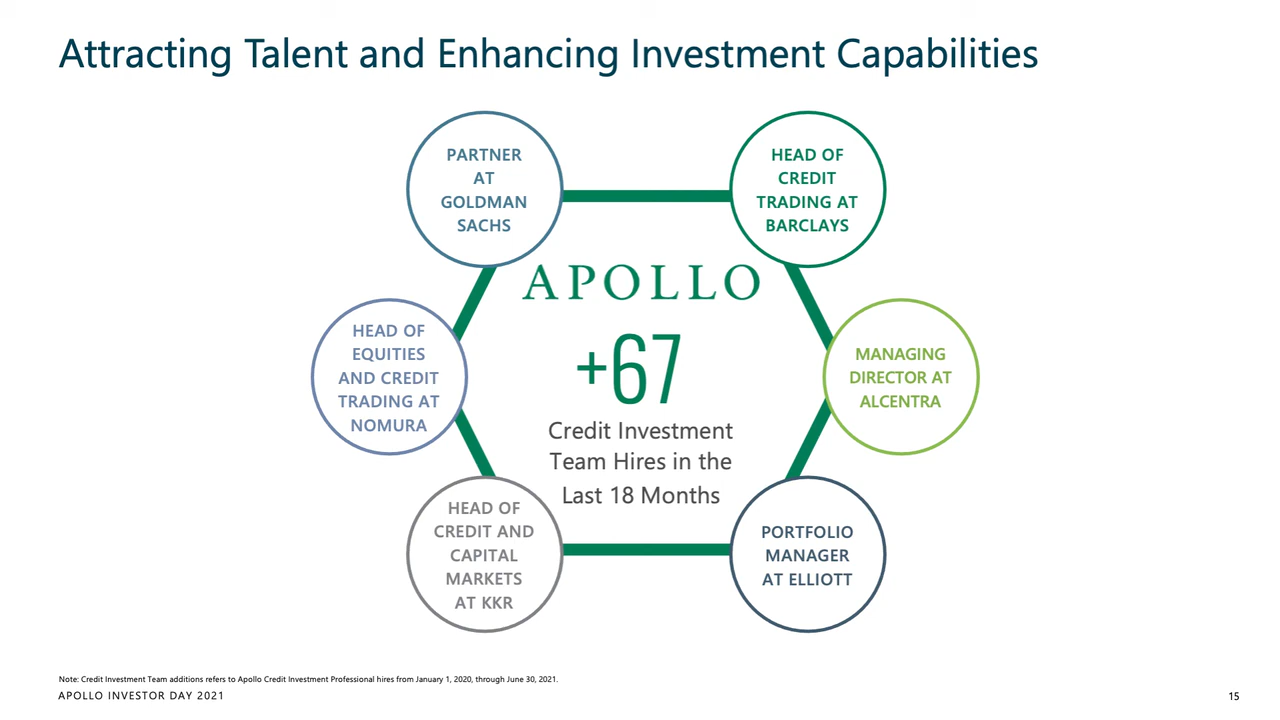 Attracting Talent and Enhancing Investment Capabilities
PARTNER
AT
GOLDMAN
SACHS
HEAD OF
CREDIT
TRADING AT
BARCLAYS
APOLLO
+67
Credit Investment
Team Hires in the
Last 18 Months
HEAD OF
EQUITIES
AND CREDIT
TRADING AT
NOMURA
MANAGING
DIRECTOR AT
ALCENTRA
HEAD OF
CREDIT AND
CAPITAL
MARKETS
AT KKR
PORTFOLIO
MANAGER
AT ELLIOTT
Note: Credit Investment Team additions refers to Apollo Credit Investment Professional hires from January 1, 2020, through June 30, 2021.
APOLLO INVESTOR DAY 2021
15